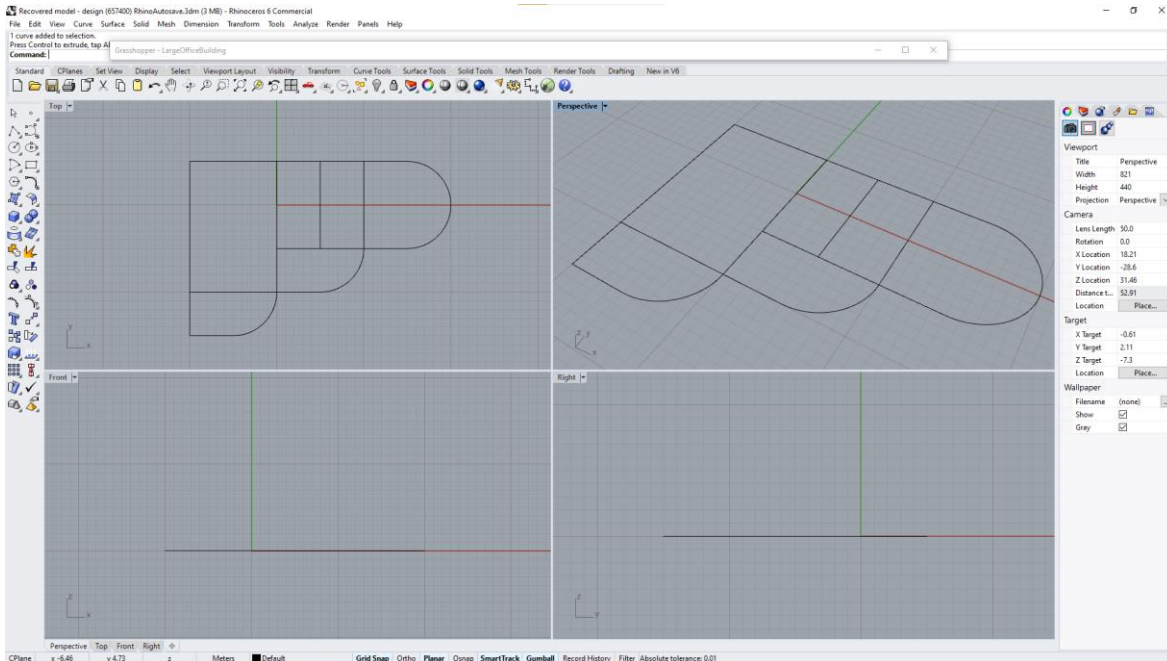 Recovered model - design (657400) RhinoAutosave.3dm (3 MB) - Rhinoceros 6 Commercial
File Edit View Curve Surface Solid Mesh Dimension Transform Tools Analyze Render Panels Help
1 curve added to selection.
Press Control to extrude, tap Al
Grasshopper - LargeOfficeBuilding
Command:
Standard CPlanes Set View Display Select Viewport Layout Visibility Transform Curve Tools Surface Tools Solid Tools Mesh Tools Render Tools Drafting New in V6
Top
y
x
Perspective
z y
x
Front
z
x
Right
z
y
Viewport
Title Perspective
Width 821
Height 440
Projection Perspective
Camera
Lens Length 50.0
Rotation 0.0
X Location 18.21
Y Location -28.6
Z Location 31.46
Distance t... 52.91
Location Place...
Target
X Target -0.61
Y Target 2.11
Z Target -7.3
Location Place...
Wallpaper
Filename (none)
Show
Gray
Perspective Top Front Right
CPlane x -6.46 y 4.73 z Meters Default Grid Snap Ortho Planar Osnap SmartTrack Gumball Record History Filter Absolute tolerance: 0.01